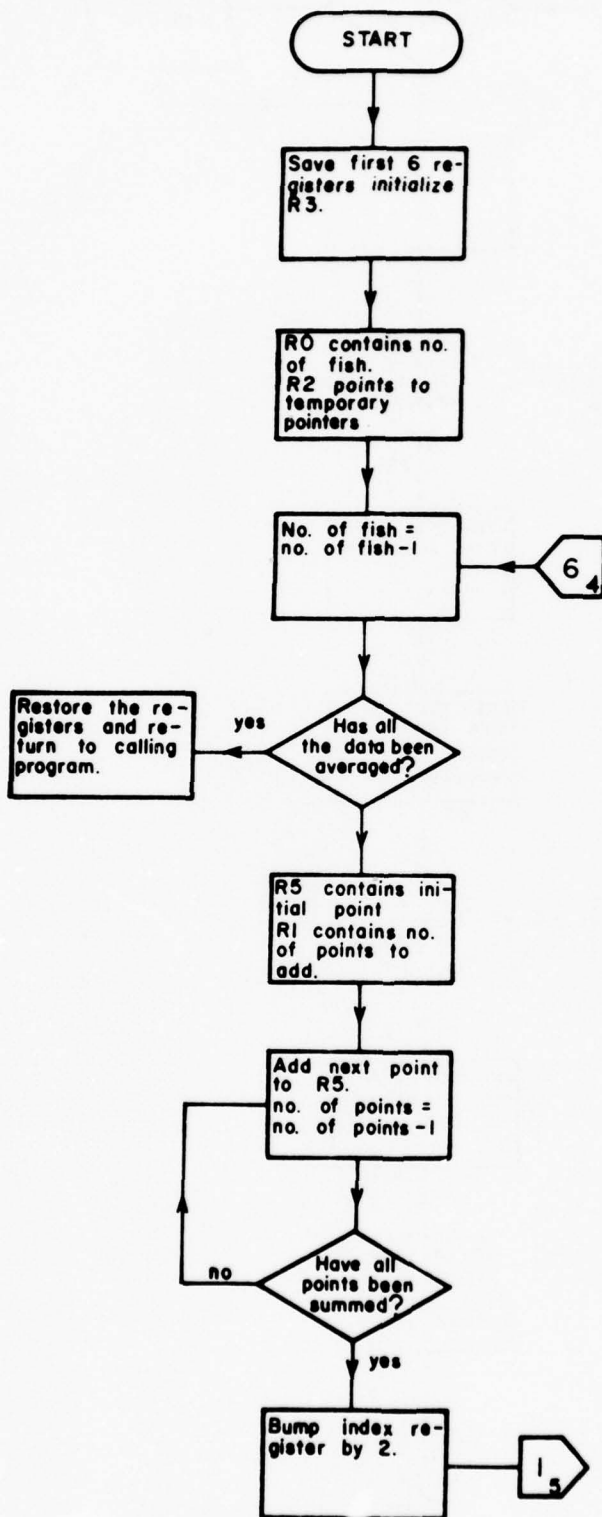 START
Save first 6 re-
gisters initialize
R3.
RO contains no.
of fish.
R2 points to
temporary
pointers
No. of fish =
no. of fish-1
6 4
Has all
the data been
averaged?
yes
Restore the re-
gisters and re-
turn to calling
program.
R5 contains ini-
tial point
R1 contains no.
of points to
add.
Add next point
to R5.
no. of points =
no. of points -1
Have all
points been
summed?
no
yes
Bump index re-
gister by 2.
1 5